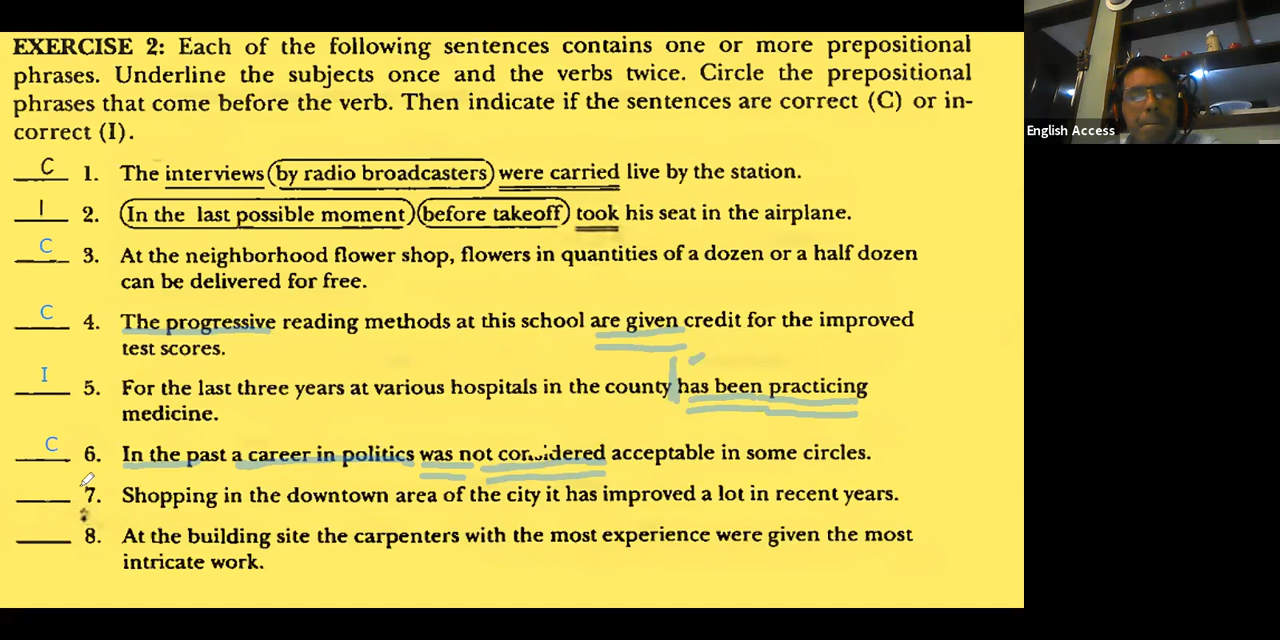 EXERCISE 2: Each of the following sentences contains one or more prepositional
phrases. Underline the subjects once and the verbs twice. Circle the prepositional
phrases that come before the verb. Then indicate if the sentences are correct (C) or in-
correct (I).
C 1. The interviews by radio broadcasters were carried live by the station.
I 2. In the last possible moment before takeoff took his seat in the airplane.
C 3. At the neighborhood flower shop, flowers in quantities of a dozen or a half dozen
can be delivered for free.
C 4. The progressive reading methods at this school are given credit for the improved
test scores.
I 5. For the last three years at various hospitals in the county has been practicing
medicine.
C 6. In the past a career in politics was not considered acceptable in some circles.
7. Shopping in the downtown area of the city it has improved a lot in recent years.
8. At the building site the carpenters with the most experience were given the most
intricate work.
English Access